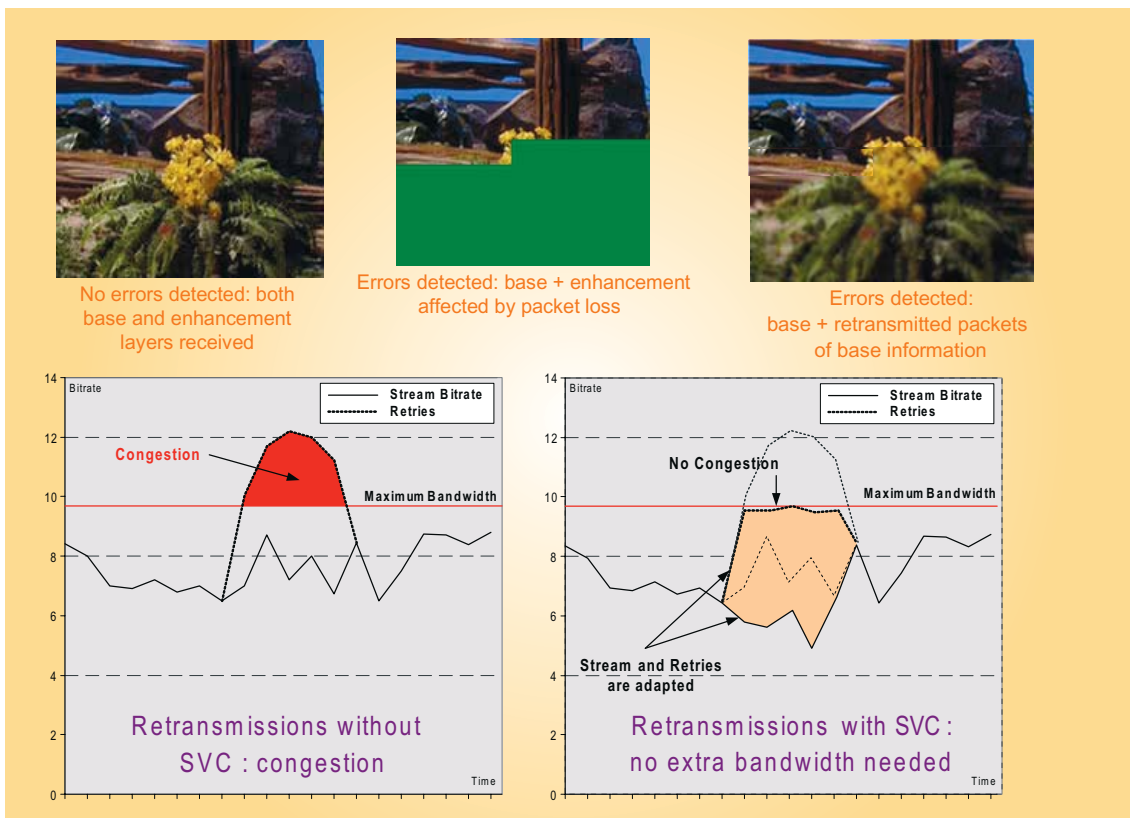 No errors detected: both
base and enhancement
layers received
Errors detected: base + enhancement
affected by packet loss
Errors detected:
base + retransmitted packets
of base information
14
12
10
8
6
4
2
0
Bitrate
Stream Bitrate
Retries
Congestion
Maximum Bandwidth
Retransmissions without
SVC : congestion
Time
14
12
10
8
6
4
2
0
Bitrate
Stream Bitrate
Retries
No Congestion
Maximum Bandwidth
Stream and Retries
are adapted
Retransmissions with SVC :
no extra bandwidth needed
Time